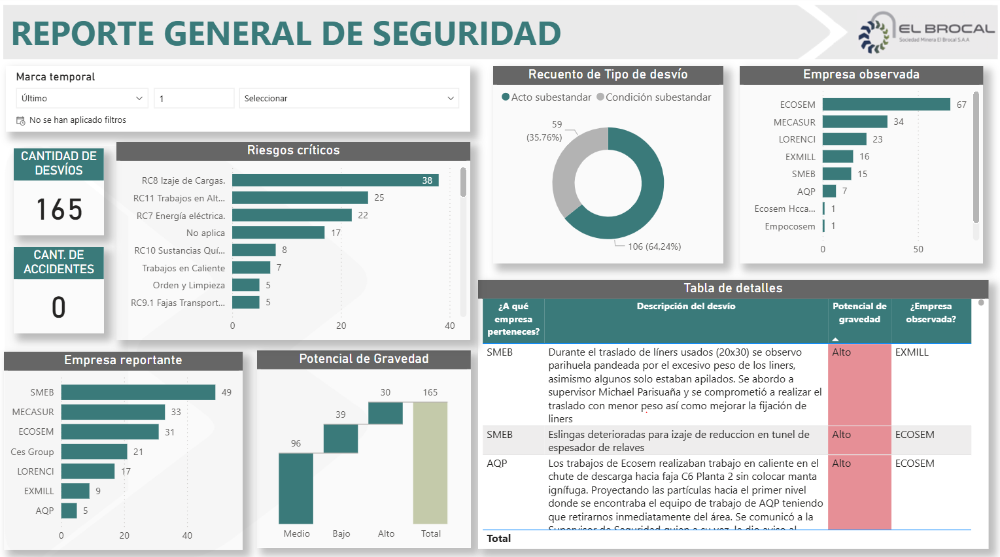 REPORTE GENERAL DE SEGURIDAD
EL BROCAL
Sociedad Minera El Brocal S.A.A
Marca temporal
Último
1
Seleccionar
No se han aplicado filtros
CANTIDAD DE
DESVÍOS
165
CANT. DE
ACCIDENTES
0
Riesgos críticos
RC8 Izaje de Cargas. 38
RC11 Trabajos en Alt... 25
RC7 Energía eléctrica. 22
No aplica 17
RC10 Sustancias Quí... 8
Trabajos en Caliente 7
Orden y Limpieza 5
RC9.1 Fajas Transport... 5
0 20 40
Recuento de Tipo de desvío
Acto subestandar Condición subestandar
59
(35,76%)
106 (64,24%)
Empresa observada
ECOSEM 67
MECASUR 34
LORENCI 23
EXMILL 16
SMEB 15
AQP 7
Ecosem Hcca... 1
Empocosem 1
0 50
Empresa reportante
SMEB 49
MECASUR 33
ECOSEM 31
Ces Group 21
LORENCI 17
EXMILL 9
AQP 5
0 20 40
Potencial de Gravedad
96 39 30 165
Medio Bajo Alto Total
Tabla de detalles
¿A qué
empresa
perteneces?
Descripción del desvío
Potencial de
gravedad
¿Empresa
observada?
SMEB
Durante el traslado de líners usados (20x30) se observo
parihuela pandeada por el excesivo peso de los liners,
asimismo algunos solo estaban apilados. Se abordo a
supervisor Michael Parisuaña y se comprometió a realizar el
traslado con menor peso así como mejorar la fijación de
liners
Alto
EXMILL
SMEB
Eslingas deterioradas para izaje de reduccion en tunel de
espesador de relaves
Alto
ECOSEM
AQP
Los trabajos de Ecosem realizaban trabajo en caliente en el
chute de descarga hacia faja C6 Planta 2 sin colocar manta
ignífuga. Proyectando las partículas hacia el primer nivel
donde se encontraba el equipo de trabajo de AQP teniendo
que retirarnos inmediatamente del área. Se comunicó a la
Supervisor de Seguridad quien a su vez, le dio aviso al
Alto
ECOSEM
Total